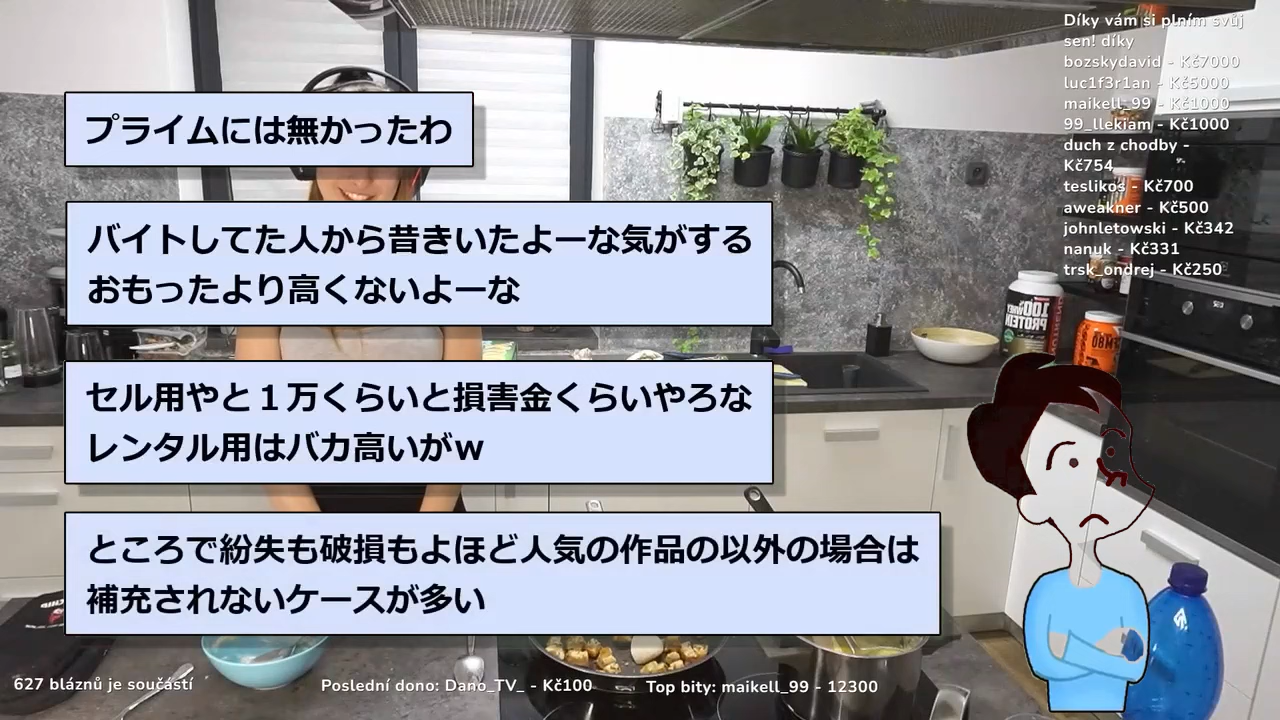 プライムには無かったわ
バイトしてた人から昔きいたよーな気がする
おもったより高くないよーな
セル用やと１万くらいと損害金くらいやろな
レンタル用はバカ高いがｗ
ところで紛失も破損もよほど人気の作品の以外の場合は
補充されないケースが多い
Díky vám si plním svůj
sen! díky
bozskydavid - Kč7000
luc1f3r1an - Kč5000
maikell_99 - Kč1000
99_llekiam - Kč1000
duch z chodby -
Kč754
teslikos - Kč700
aweakner - Kč500
johnletowski - Kč342
nanuk - Kč331
trsk_ondrej - Kč250
100% WHEY
PROTEIN
627 bláznů je součástí
Poslední dono: Dano_TV_ - Kč100
Top bity: maikell_99 - 12300